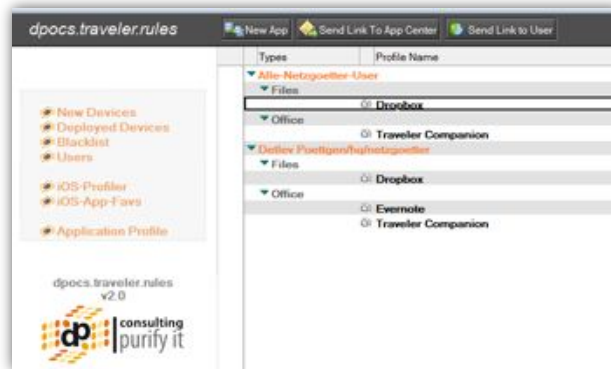 dpocs.traveler.rules
New App Send Link To App Center Send Link to User
Types Profile Name
Alle-Netzgoetter-User
Files
Dropbox
Office
Traveler Companion
Detlev Poettgen/hq/netzgoetter
Files
Dropbox
Office
Evernote
Traveler Companion
New Devices
Deployed Devices
Blacklist
Users
iOS-Profiler
iOS-App-Favs
Application Profile
dpocs.traveler.rules
v2.0
dp consulting
purify it